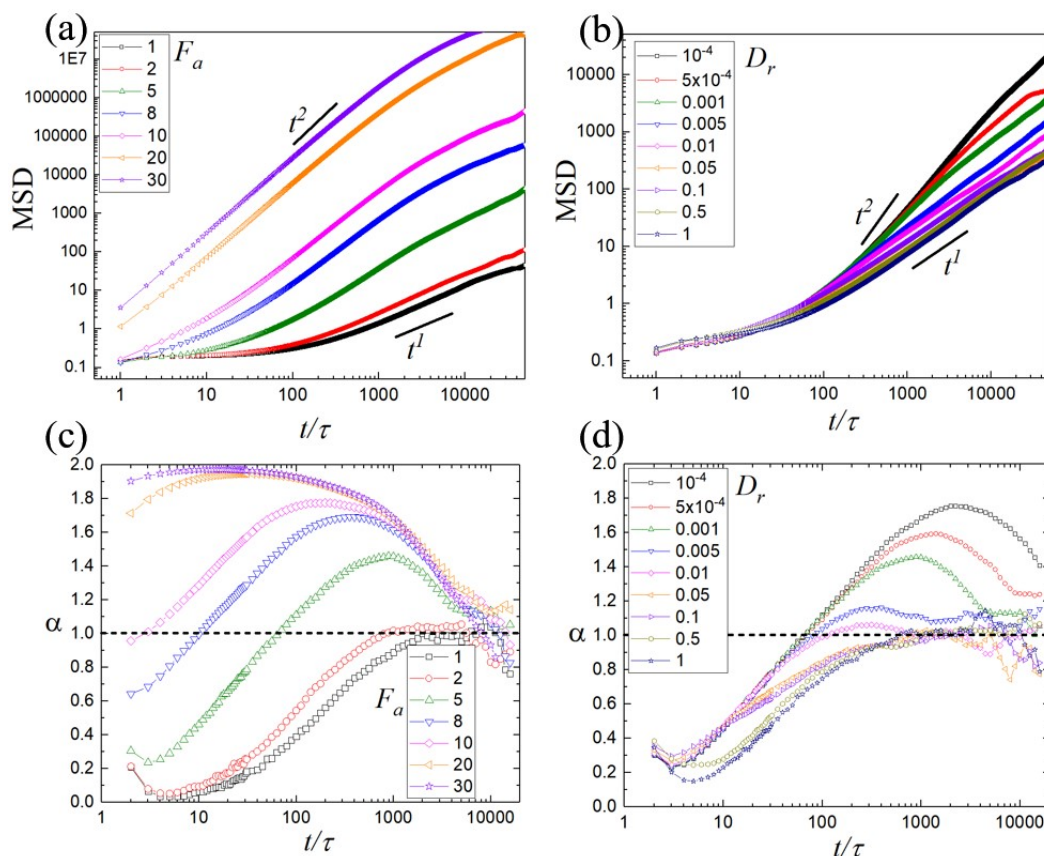 (a)
F_a
1
2
5
8
10
20
30
t^2
t^1
1E7
1000000
100000
10000
1000
100
10
1
0.1
MSD
1 10 100 1000 10000
t/τ
(b)
D_r
10^-4
5x10^-4
0.001
0.005
0.01
0.05
0.1
0.5
1
t^2
t^1
10000
1000
100
10
1
0.1
MSD
1 10 100 1000 10000
t/τ
(c)
2.0
1.8
1.6
1.4
1.2
1.0
0.8
0.6
0.4
0.2
0.0
α
F_a
1
2
5
8
10
20
30
1 10 100 1000 10000
t/τ
(d)
D_r
10^-4
5x10^-4
0.001
0.005
0.01
0.05
0.1
0.5
1
2.0
1.8
1.6
1.4
1.2
1.0
0.8
0.6
0.4
0.2
0.0
α
1 10 100 1000 10000
t/τ